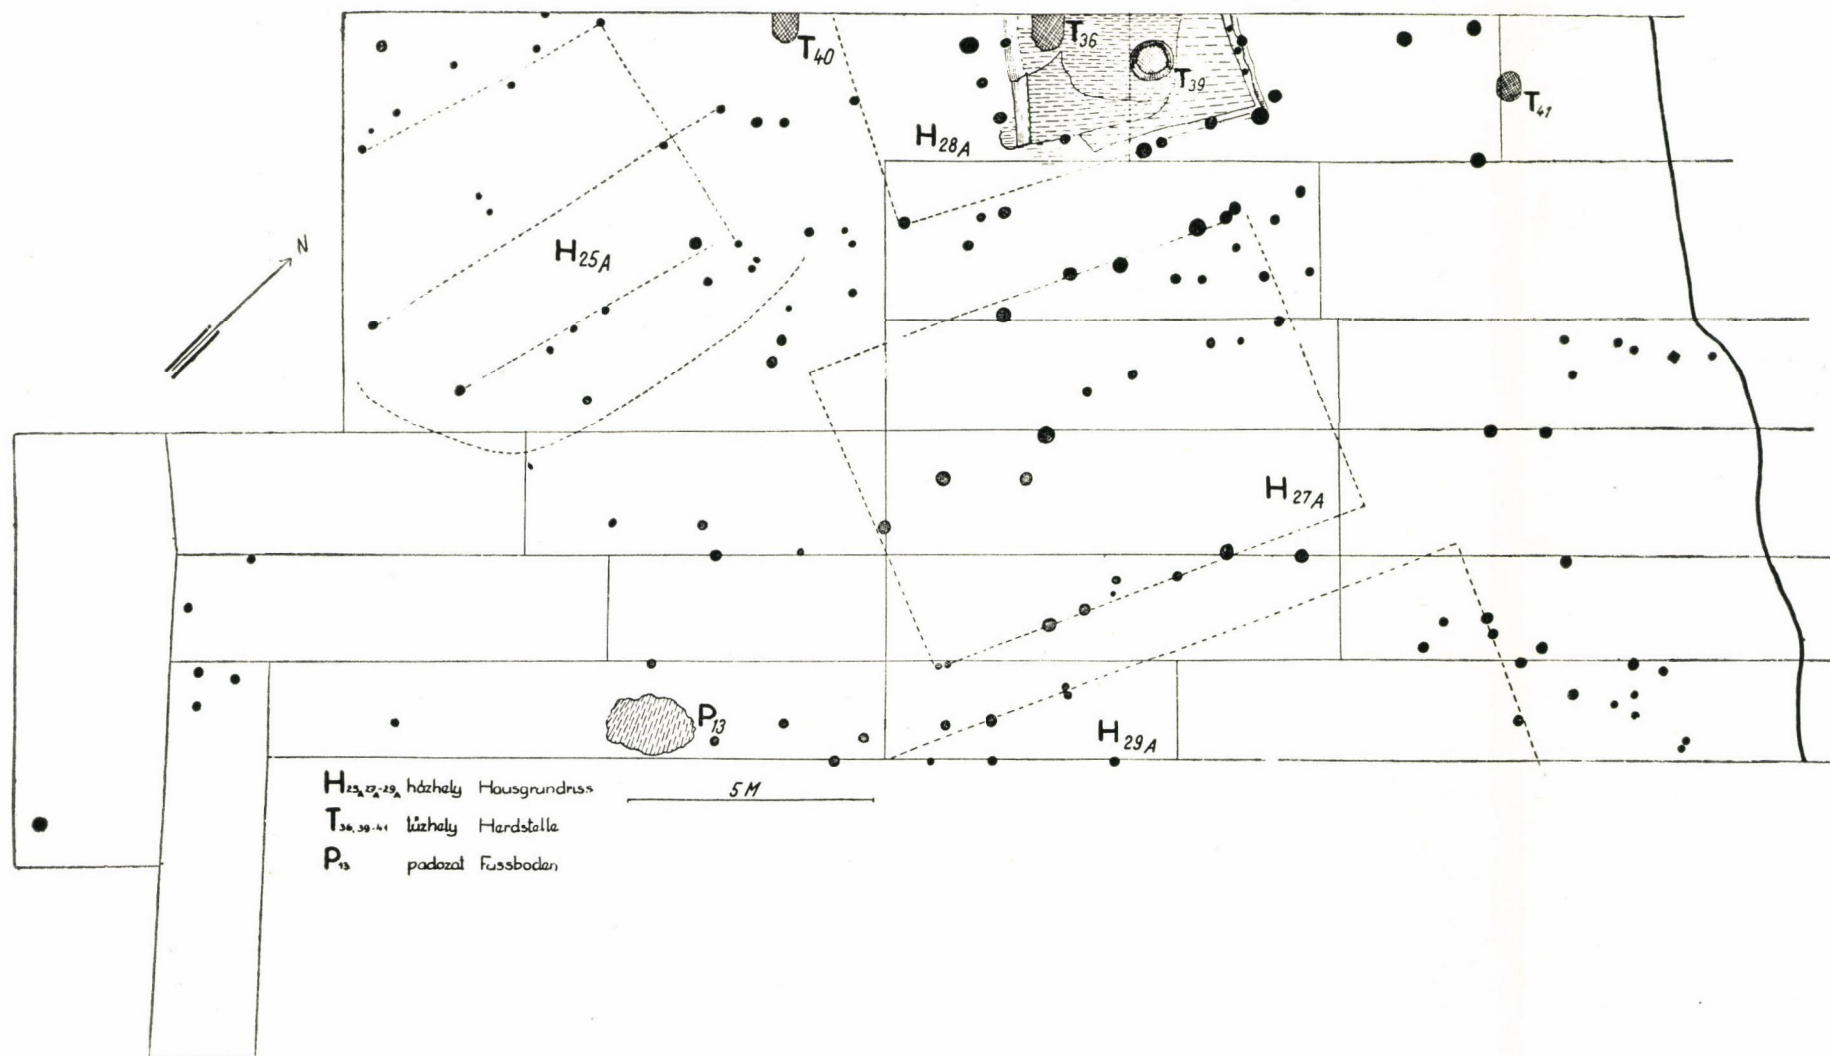 T40
T36
T39
T41
H28A
N
H25A
H27A
P13
H29A
5 M
H25A, 27A-29A házhely Hausgrundriss
T36, 39-41 tűzhely Herdstelle
P13 padozat Fussboden